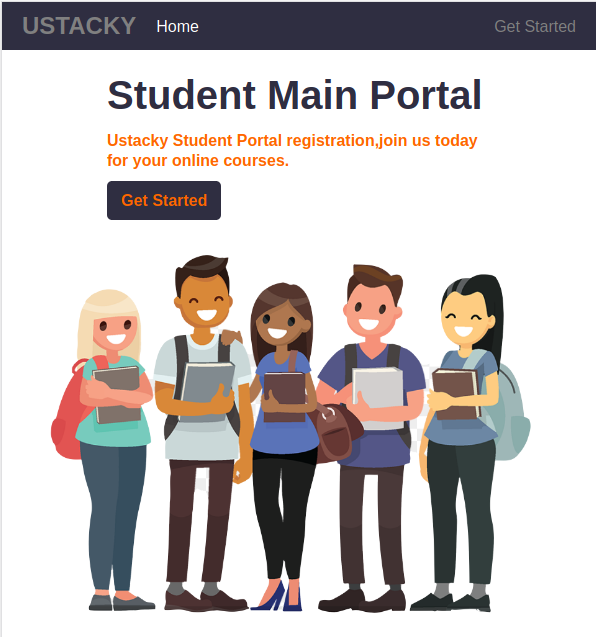 USTACKY Home Get Started
Student Main Portal
Ustacky Student Portal registration,join us today
for your online courses.
Get Started